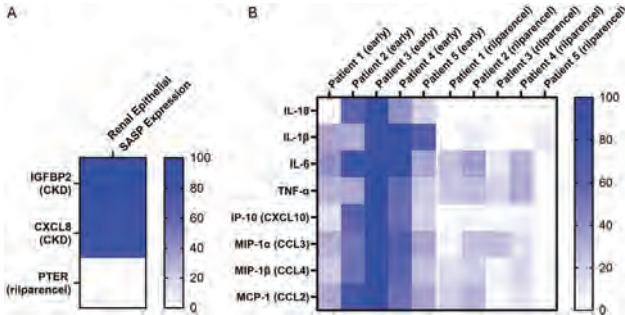 A
Renal Epithelial
SASP Expression
IGFBP2
(CKD)
CXCL8
(CKD)
PTER
(rilparencel)
100
80
60
40
20
0
B
Patient 1 (early)
Patient 2 (early)
Patient 3 (early)
Patient 4 (early)
Patient 5 (early)
Patient 1 (rilparencel)
Patient 2 (rilparencel)
Patient 3 (rilparencel)
Patient 4 (rilparencel)
Patient 5 (rilparencel)
IL-18
IL-1β
IL-6
TNF-α
IP-10 (CXCL10)
MIP-1α (CCL3)
MIP-1β (CCL4)
MCP-1 (CCL2)
100
80
60
40
20
0